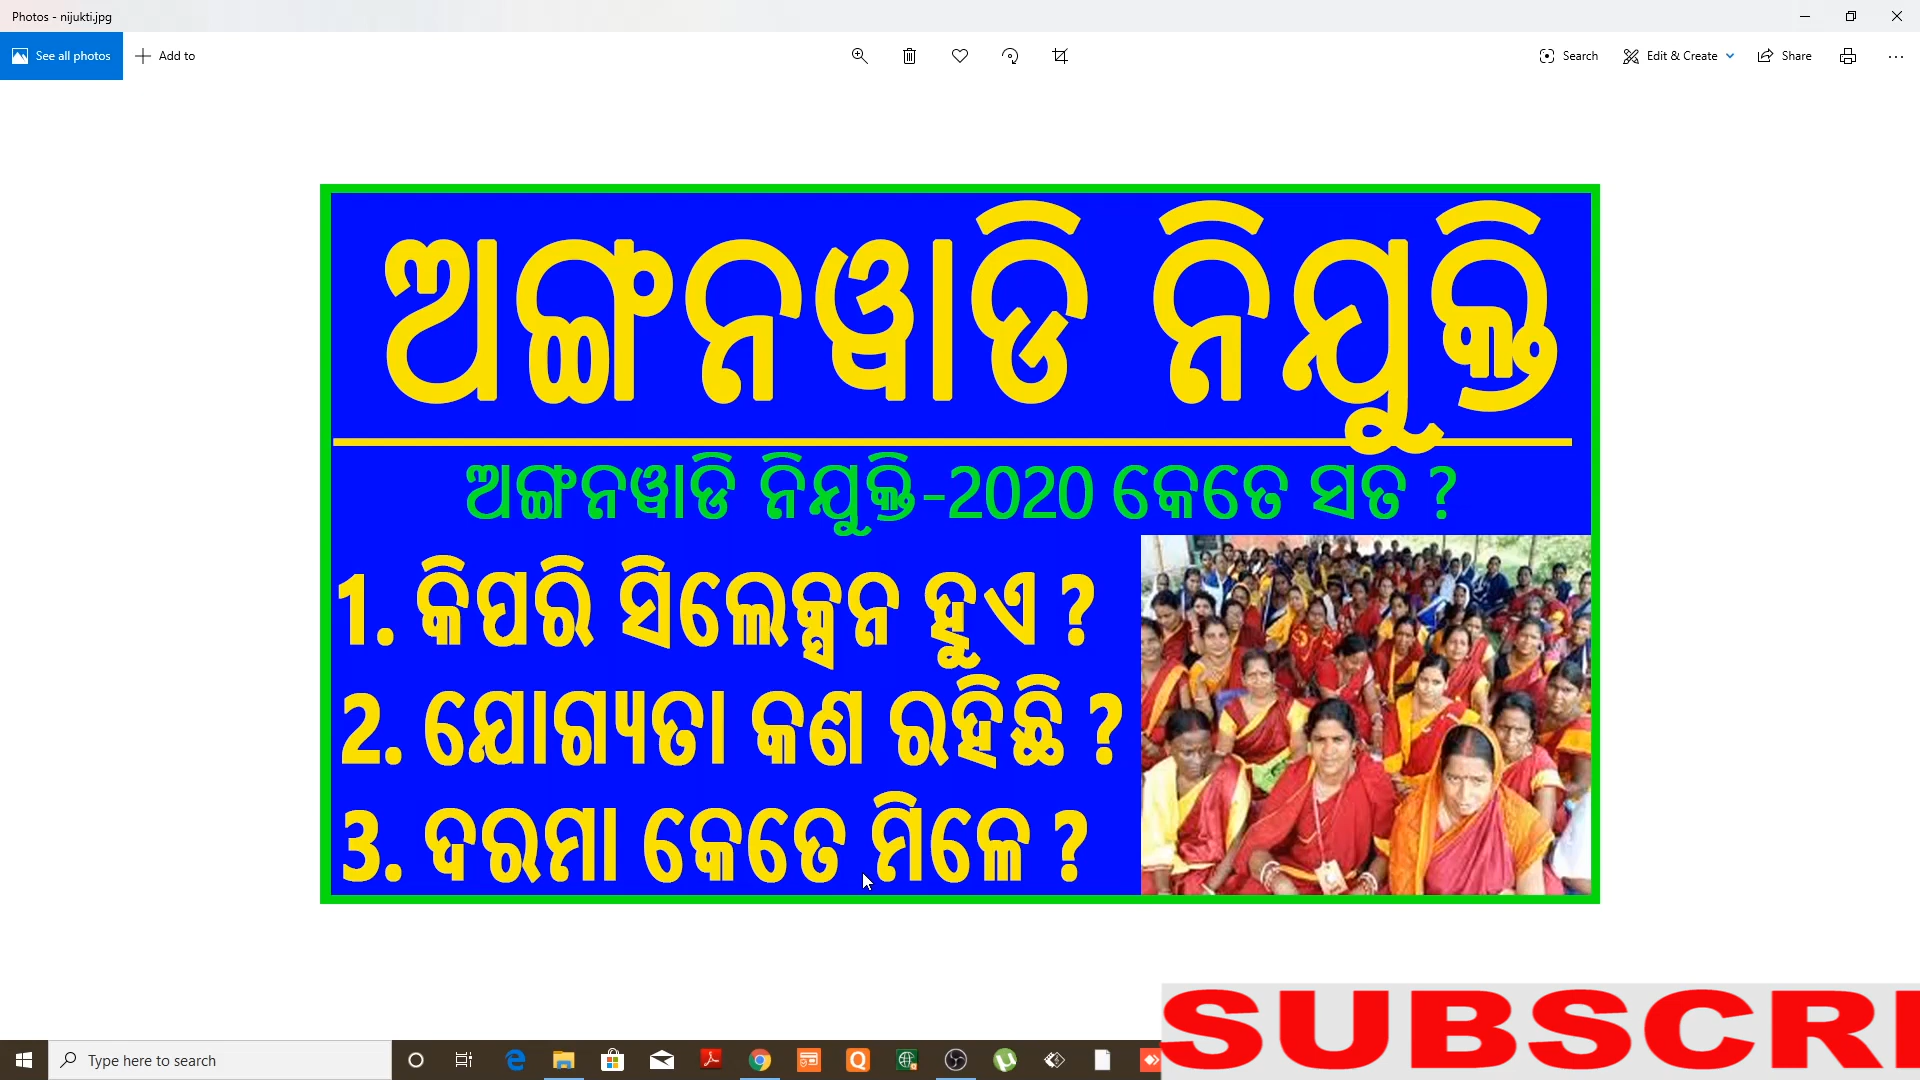 Photos - nijukti.jpg
See all photos
Add to
Search
Edit & Create
Share
ଅଙ୍ଗନୱାଡି ନିଯୁକ୍ତି
ଅଙ୍ଗନୱାଡି ନିଯୁକ୍ତି-2020 କେତେ ସତ ?
1. କିପରି ସିଲେକ୍ସନ ହୁଏ ?
2. ଯୋଗ୍ୟତା କଣ ରହିଛି ?
3. ଦରମା କେତେ ମିଳେ ?
SUBSCRI
Type here to search